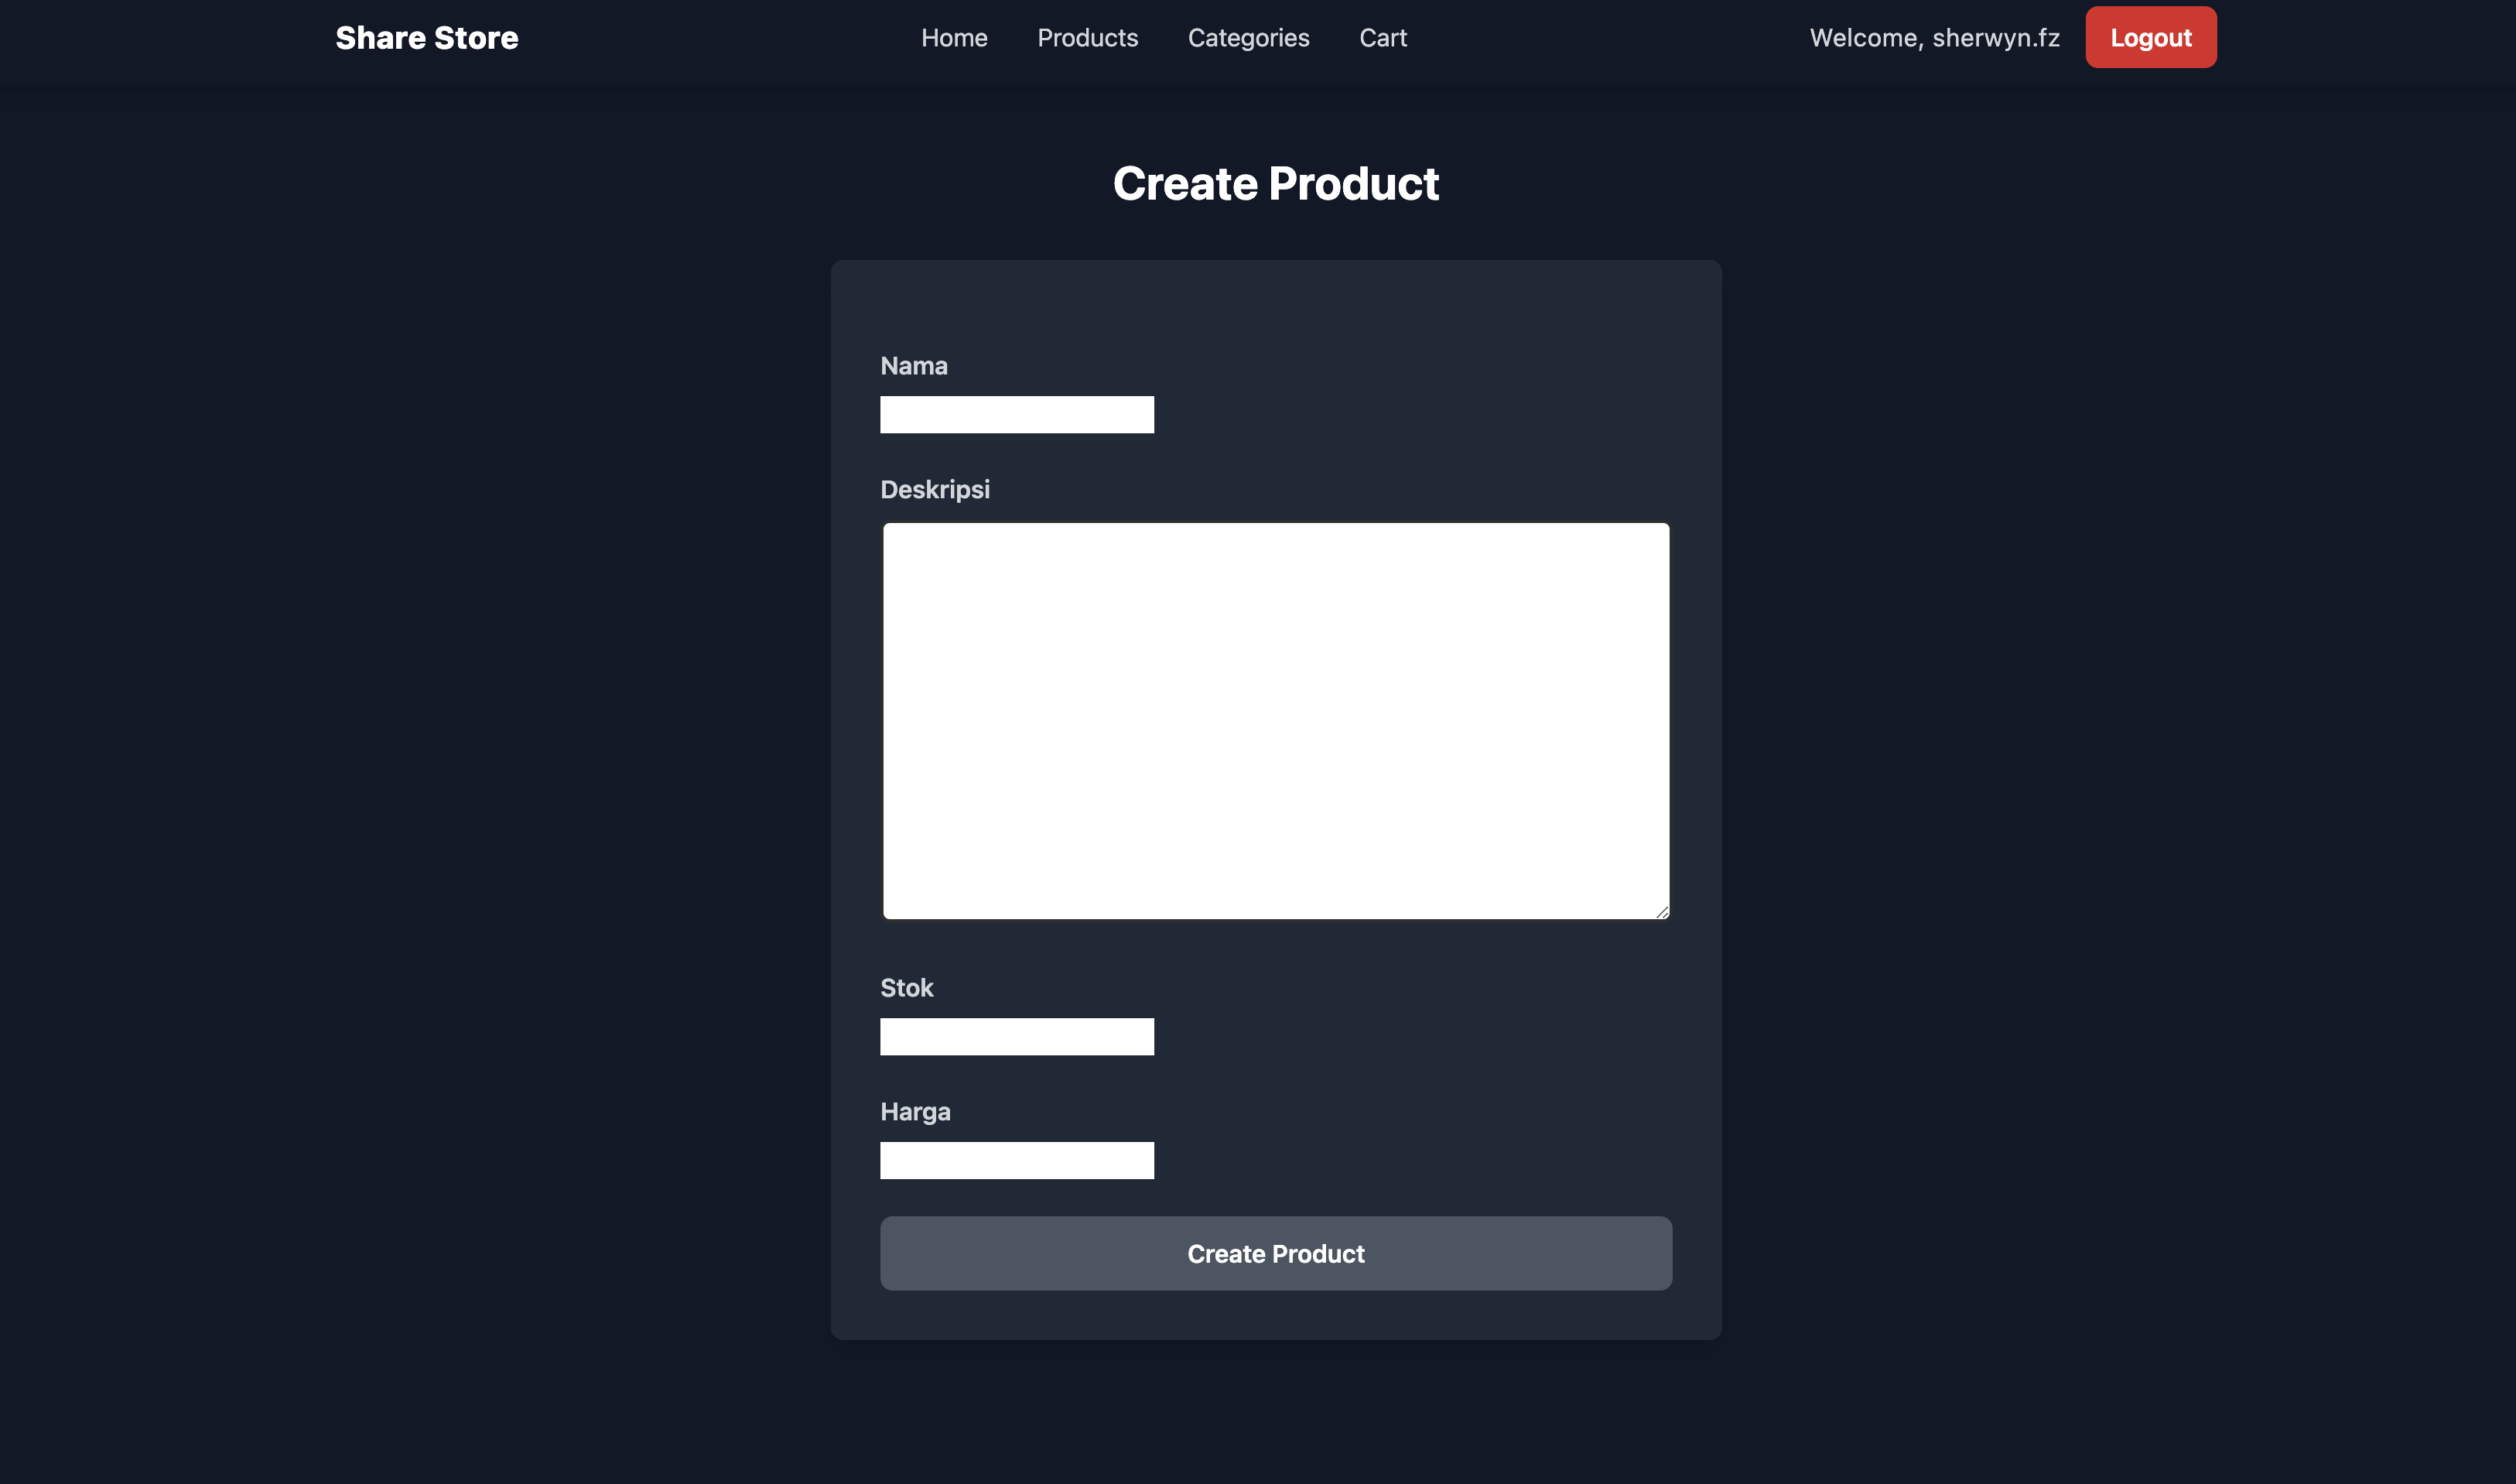 Share Store
Home Products Categories Cart
Welcome, sherwyn.fz Logout
Create Product
Nama
Deskripsi
Stok
Harga
Create Product